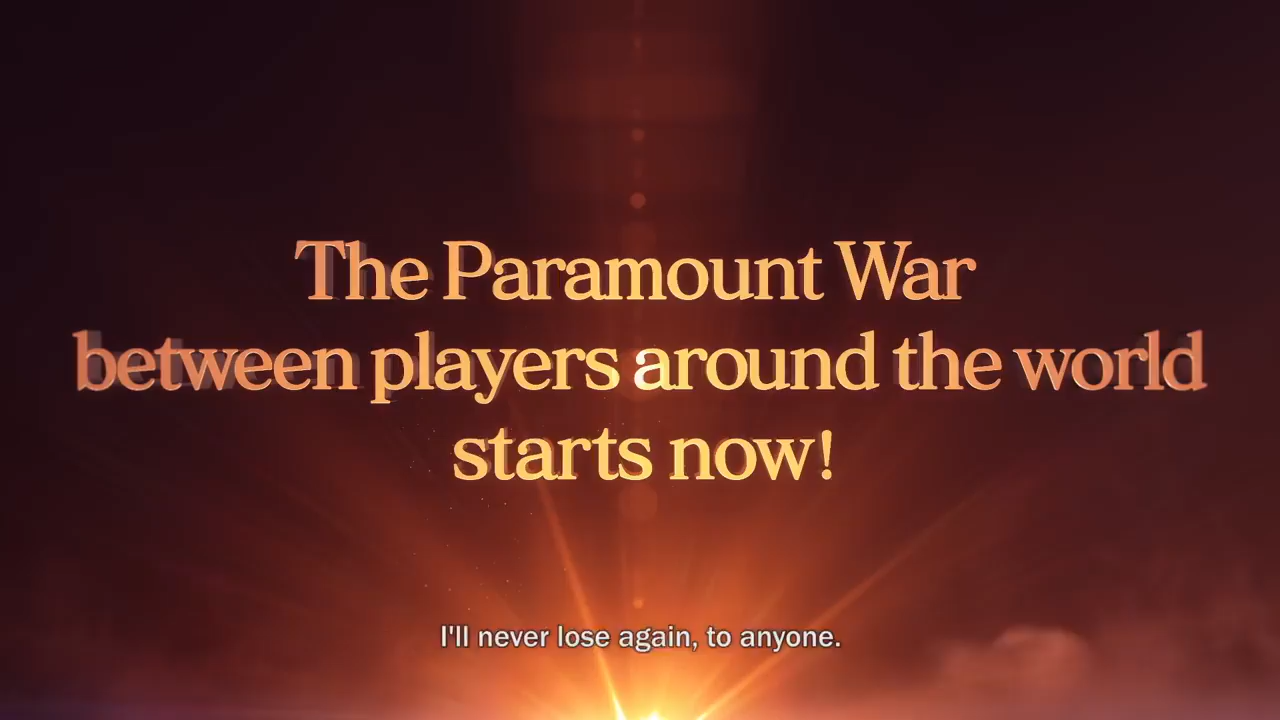 The Paramount War
between players around the world
starts now!
I'll never lose again, to anyone.